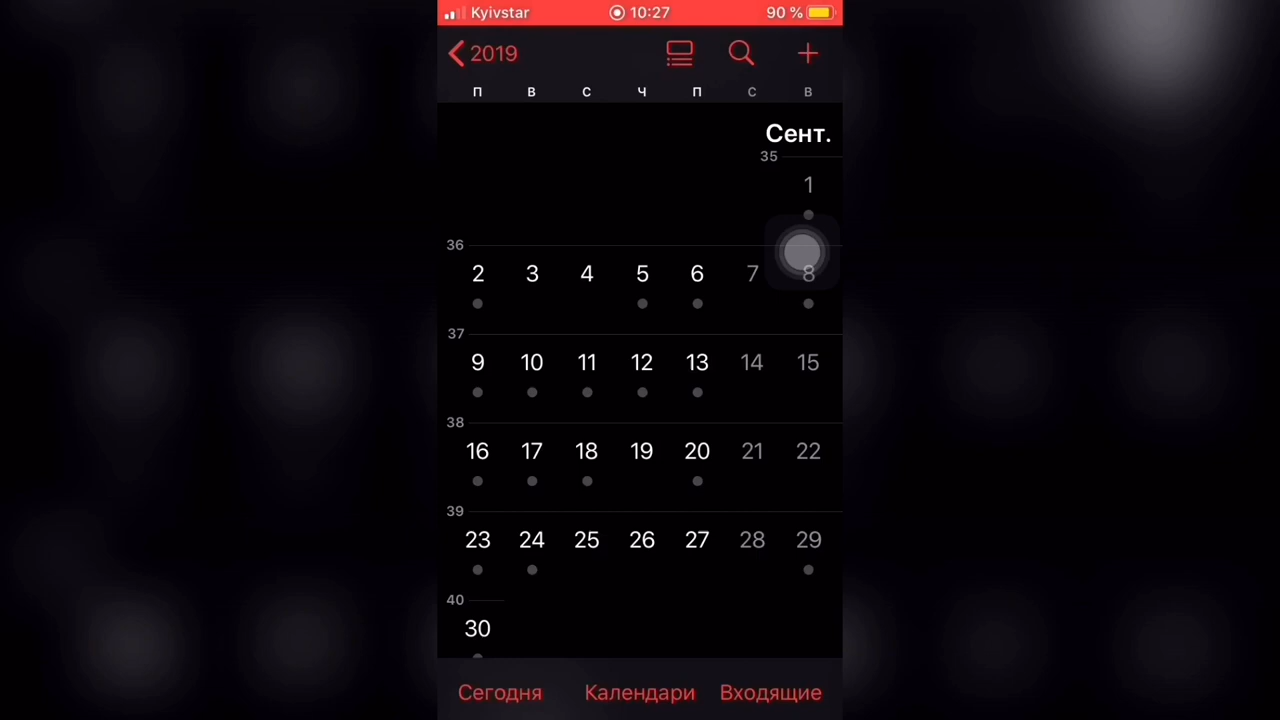 Kyivstar 10:27 90 %
2019
П В С Ч П С В
Сент.
35
1
36
2 3 4 5 6 7 8
37
9 10 11 12 13 14 15
38
16 17 18 19 20 21 22
39
23 24 25 26 27 28 29
40
30
Сегодня Календари Входящие